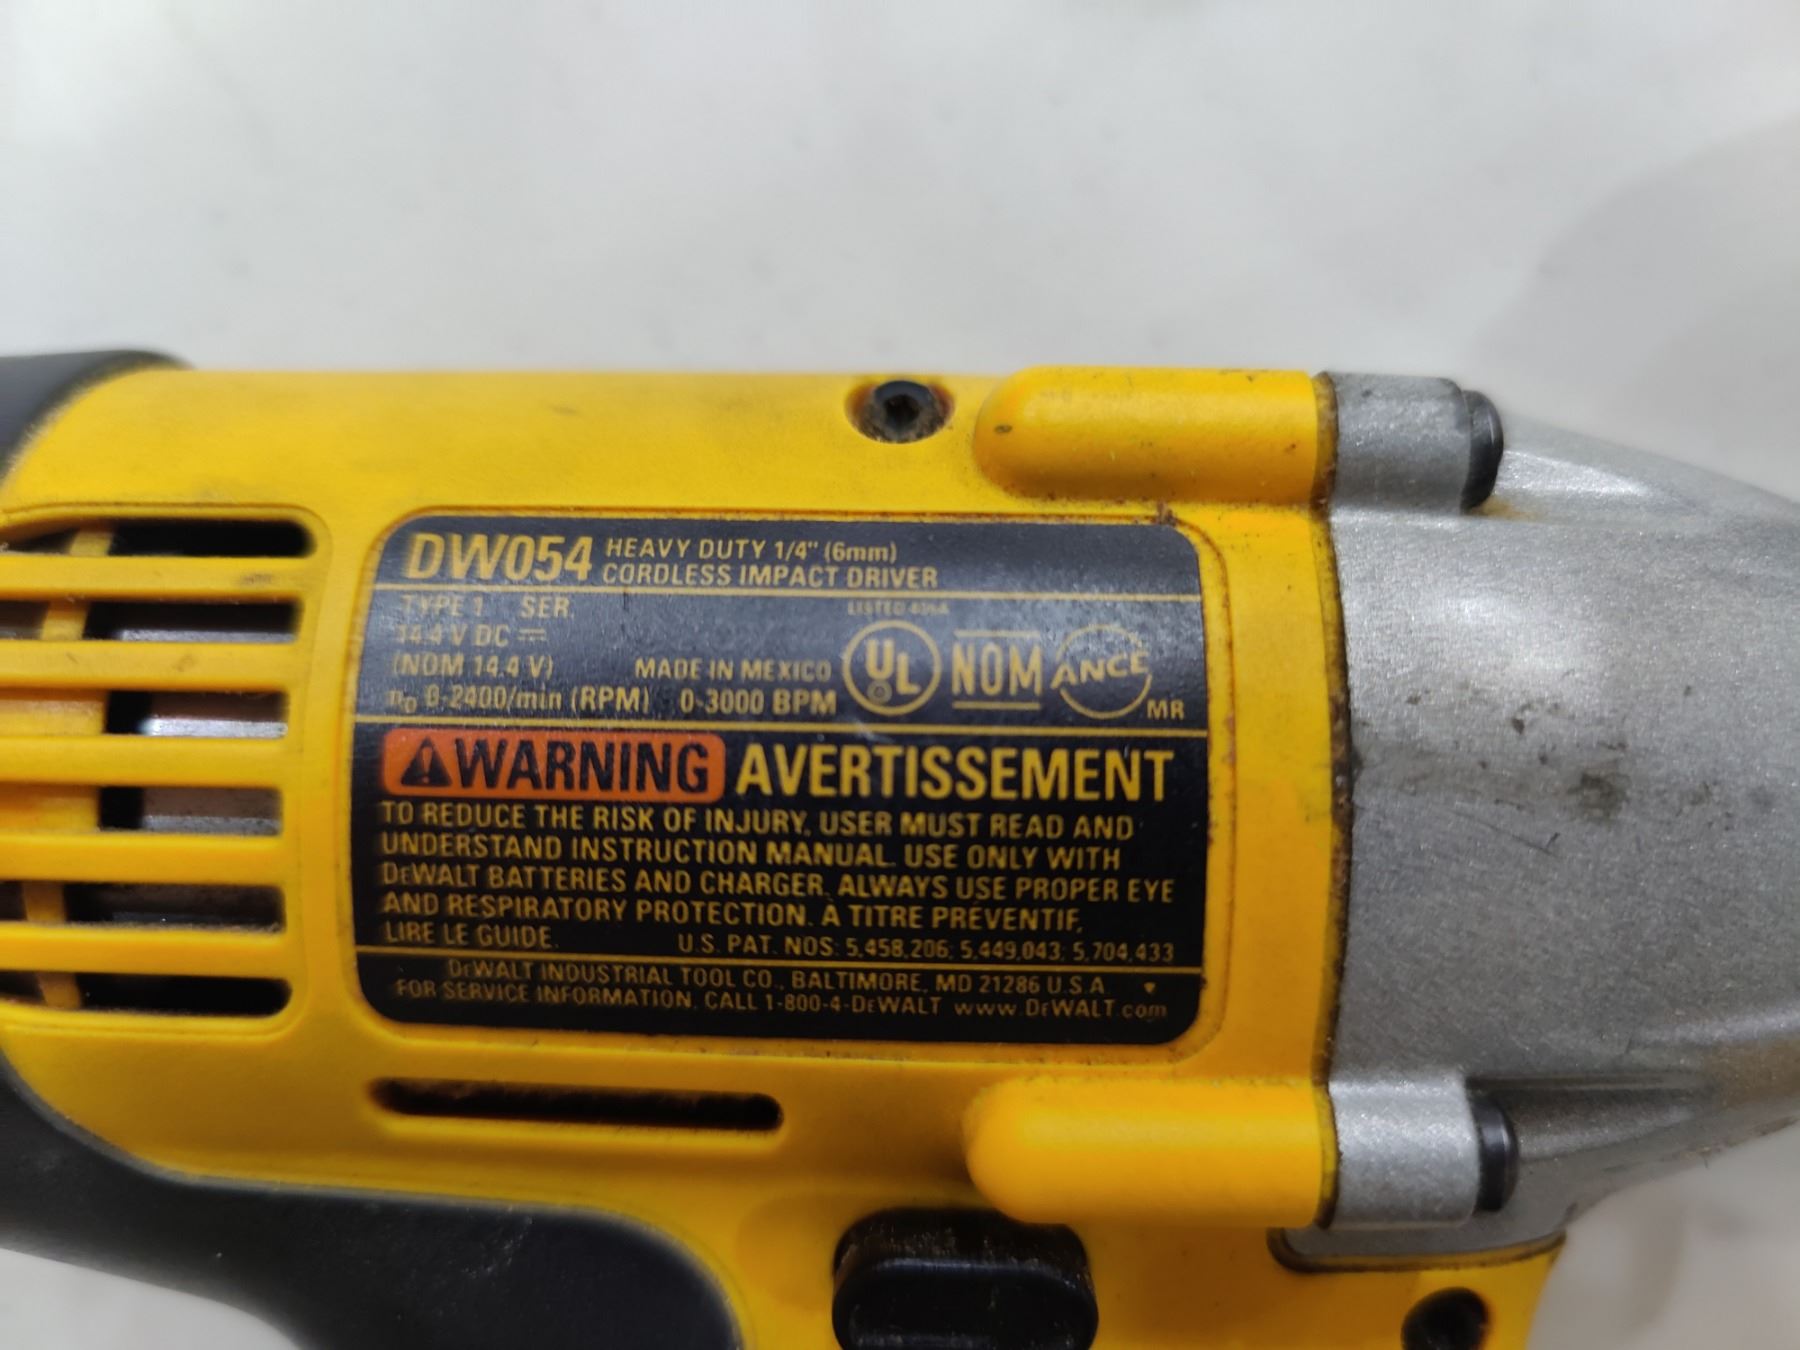 DW054 HEAVY DUTY 1/4" (6mm)
CORDLESS IMPACT DRIVER
TYPE 1 SER.
LISTED
14.4 V DC ⎓
(NOM 14.4 V) MADE IN MEXICO
n₀ 0-2400/min (RPM) 0-3000 BPM
UL NOM ANCE MR
WARNING AVERTISSEMENT
TO REDUCE THE RISK OF INJURY, USER MUST READ AND
UNDERSTAND INSTRUCTION MANUAL. USE ONLY WITH
DEWALT BATTERIES AND CHARGER. ALWAYS USE PROPER EYE
AND RESPIRATORY PROTECTION. A TITRE PRÉVENTIF,
LIRE LE GUIDE. U.S. PAT. NOS: 5,458,206; 5,449,043; 5,704,433
DEWALT INDUSTRIAL TOOL CO., BALTIMORE, MD 21286 U.S.A.
FOR SERVICE INFORMATION, CALL 1-800-4-DEWALT www.DEWALT.com